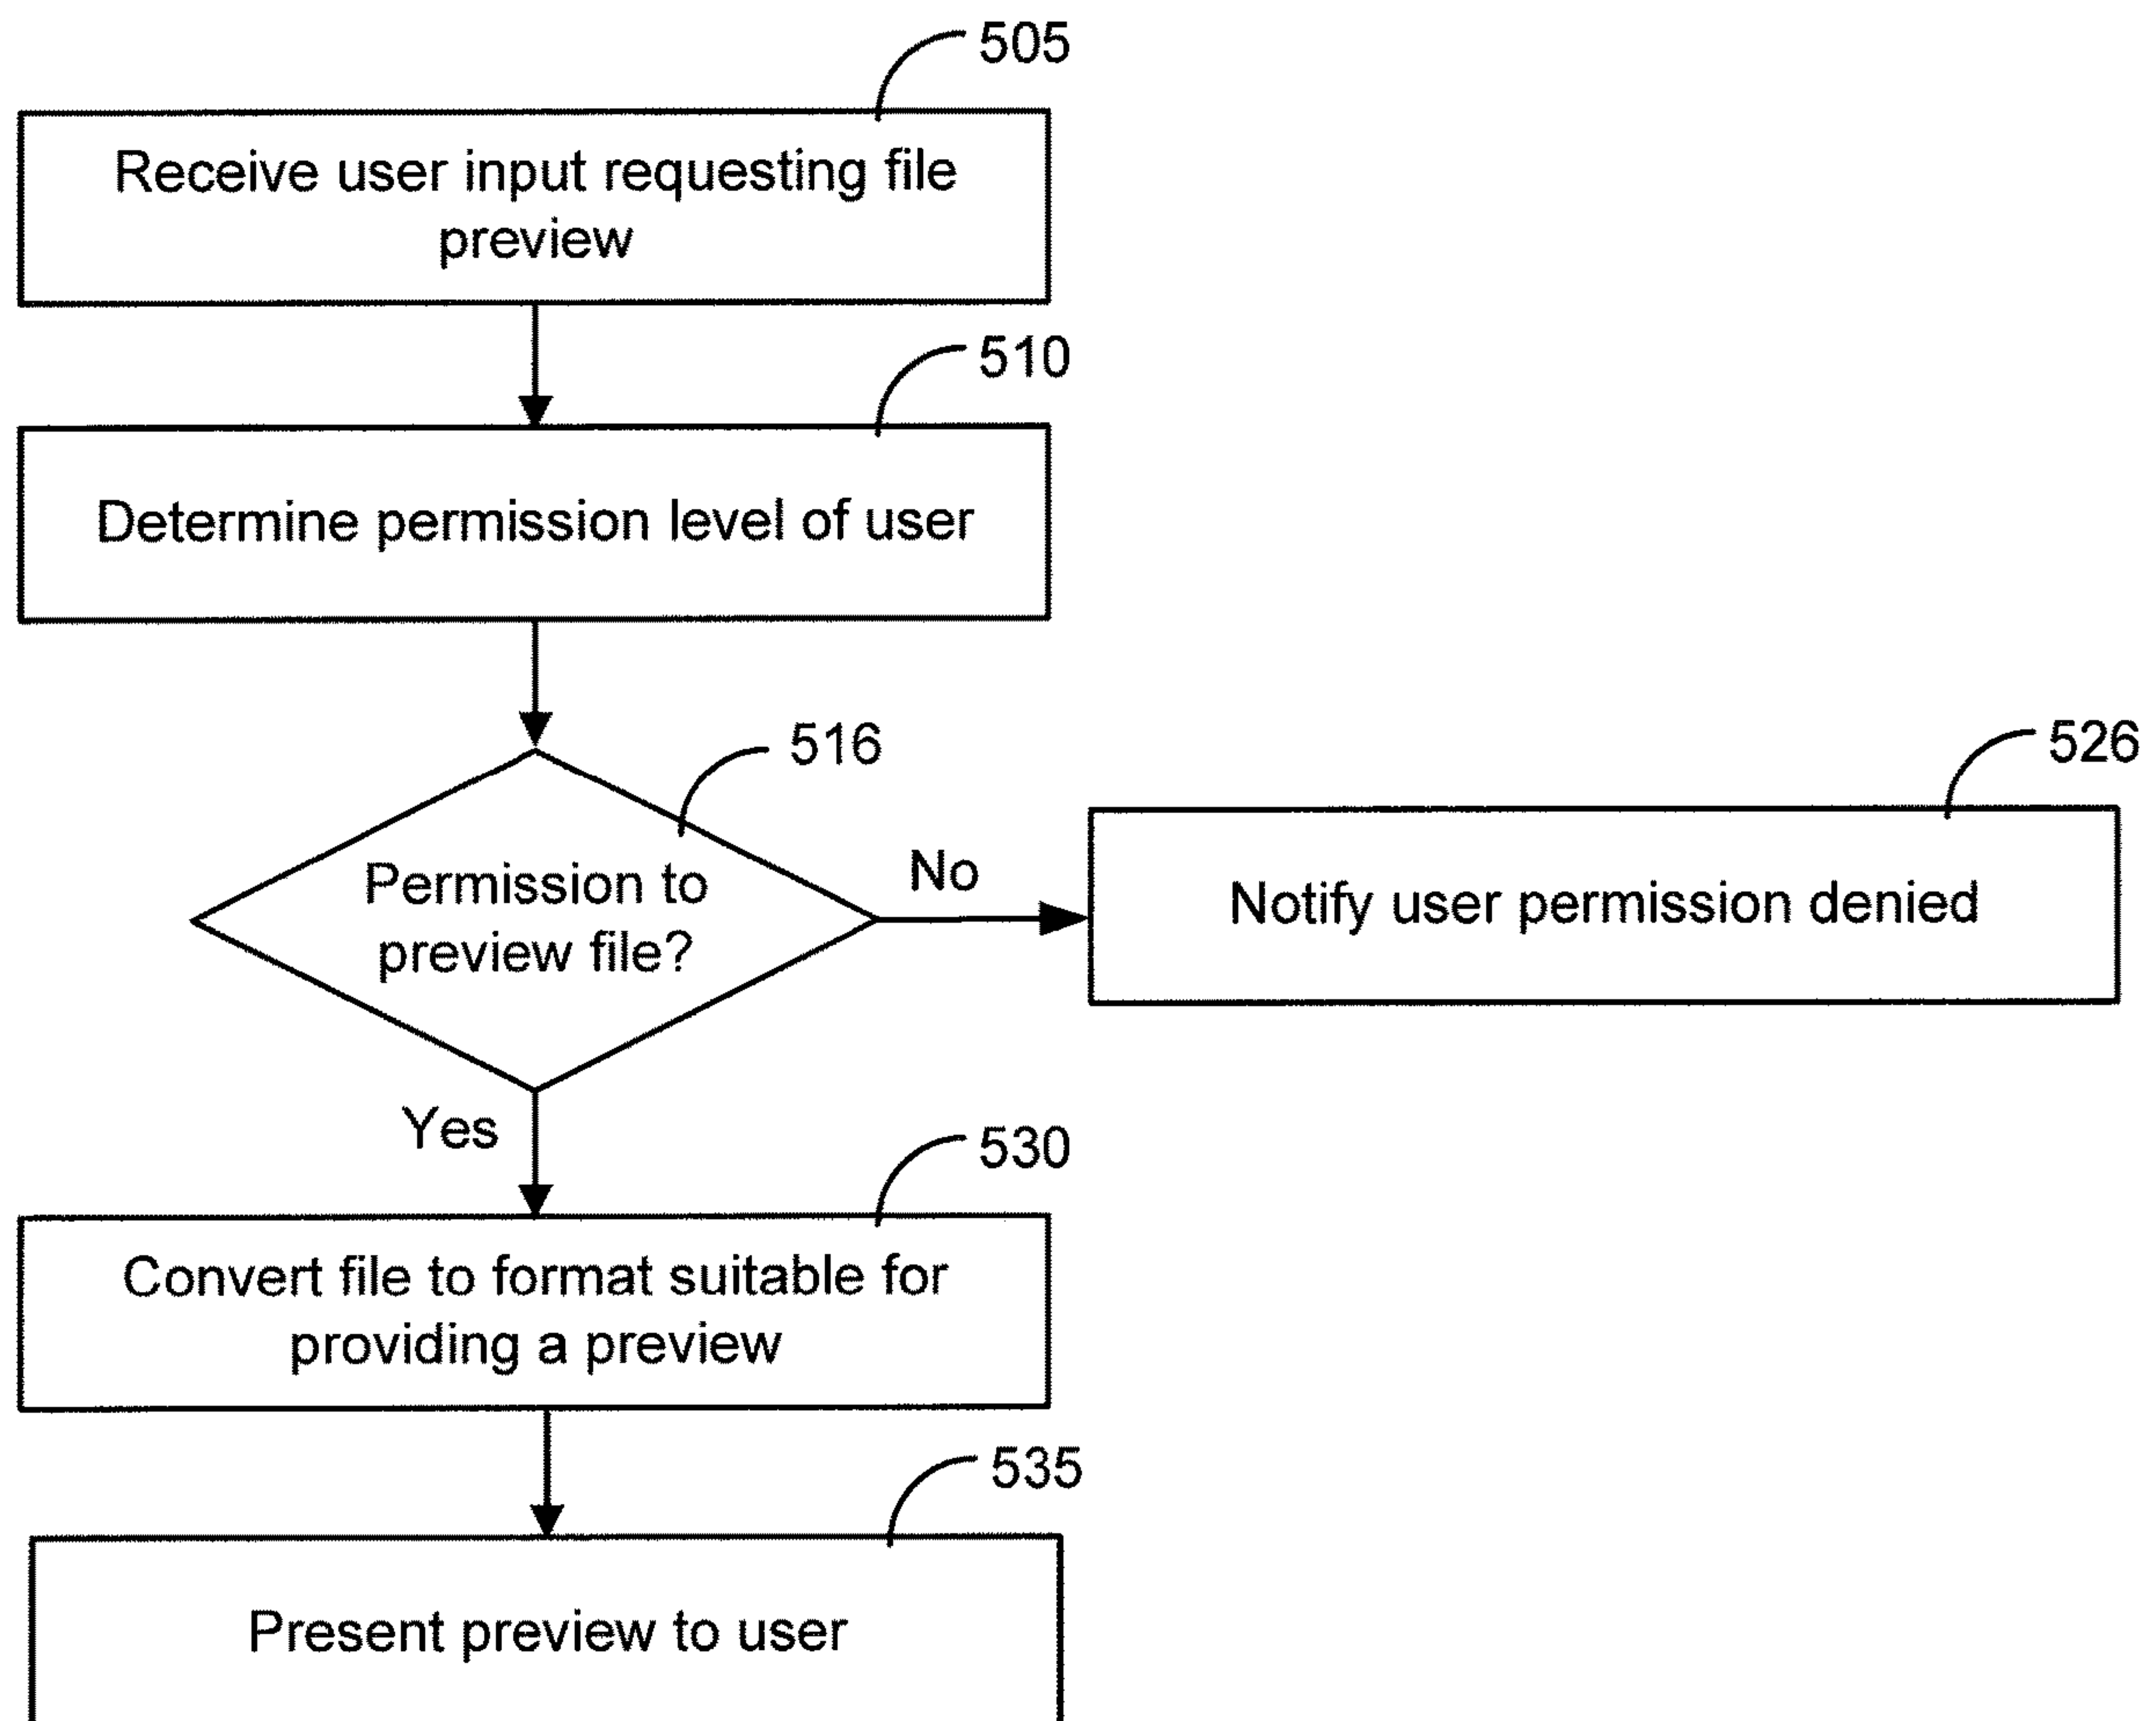 505
Receive user input requesting file
preview
510
Determine permission level of user
516
526
Permission to
preview file?
No
Notify user permission denied
Yes
530
Convert file to format suitable for
providing a preview
535
Present preview to user